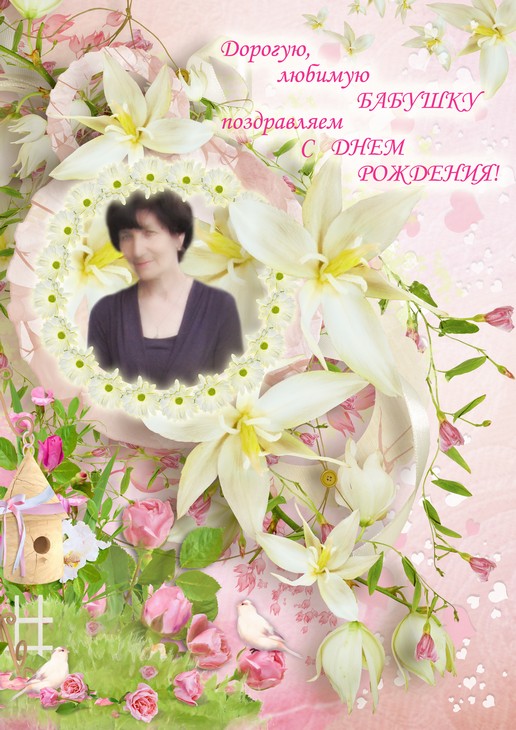 Дорогую,
любимую
БАБУШКУ
поздравляем
С ДНЕМ
РОЖДЕНИЯ!